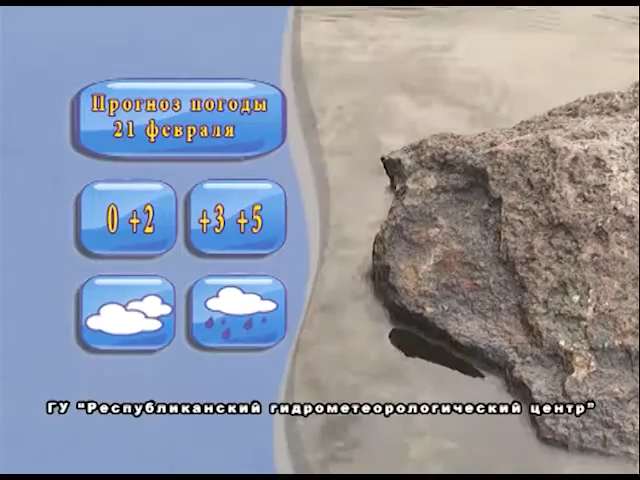 Прогноз погоды
21 февраля
0 +2
+3 +5
ГУ "Республиканский гидрометеорологический центр"